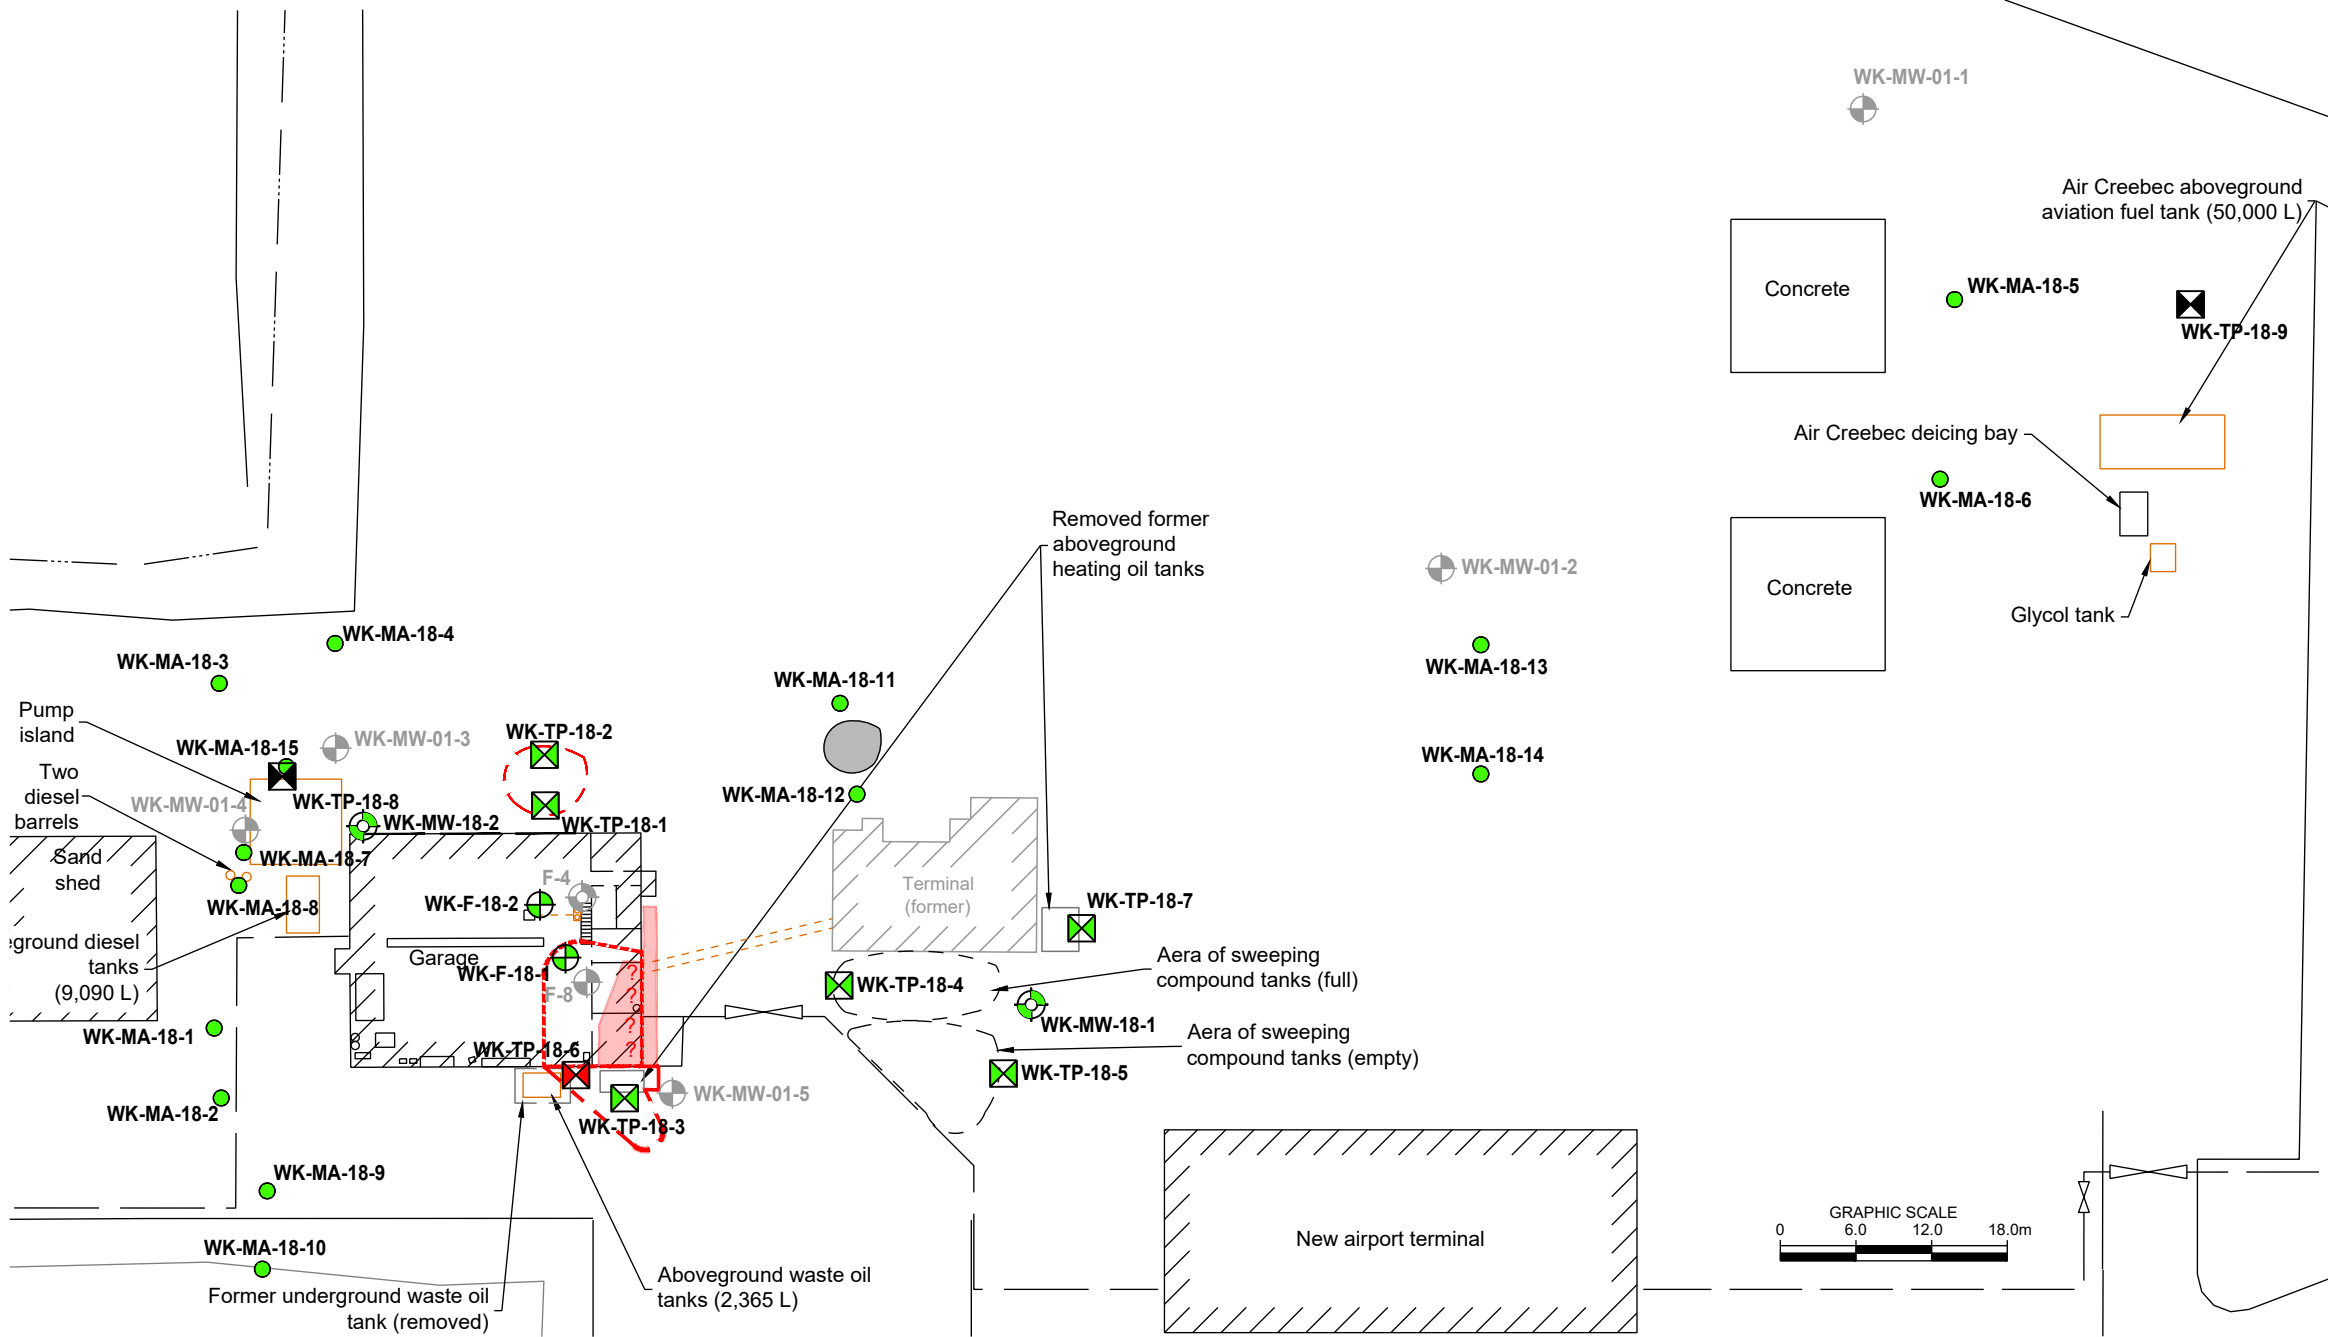 WK-MW-01-1
Air Creebec aboveground
aviation fuel tank (50,000 L)
Concrete
WK-MA-18-5
WK-TP-18-9
Air Creebec deicing bay
WK-MA-18-6
Removed former
aboveground
heating oil tanks
WK-MW-01-2
Concrete
Glycol tank
WK-MA-18-4
WK-MA-18-3
WK-MA-18-13
WK-MA-18-11
Pump
island
WK-TP-18-2
WK-MA-18-15
WK-MW-01-3
WK-MA-18-14
Two
diesel
barrels
WK-MW-01-4
WK-TP-18-8
WK-MA-18-12
WK-MW-18-2
WK-TP-18-1
Sand
shed
WK-MA-18-7
F-4
Terminal
(former)
WK-MA-18-8
WK-F-18-2
WK-TP-18-7
eground diesel
tanks
(9,090 L)
Garage
WK-F-18-1
F-8
?
?
?
?
WK-TP-18-4
Aera of sweeping
compound tanks (full)
WK-MA-18-1
WK-MW-18-1
WK-TP-18-6
Aera of sweeping
compound tanks (empty)
WK-TP-18-5
WK-MA-18-2
WK-MW-01-5
WK-TP-18-3
WK-MA-18-9
GRAPHIC SCALE
0 6.0 12.0 18.0m
New airport terminal
WK-MA-18-10
Aboveground waste oil
tanks (2,365 L)
Former underground waste oil
tank (removed)